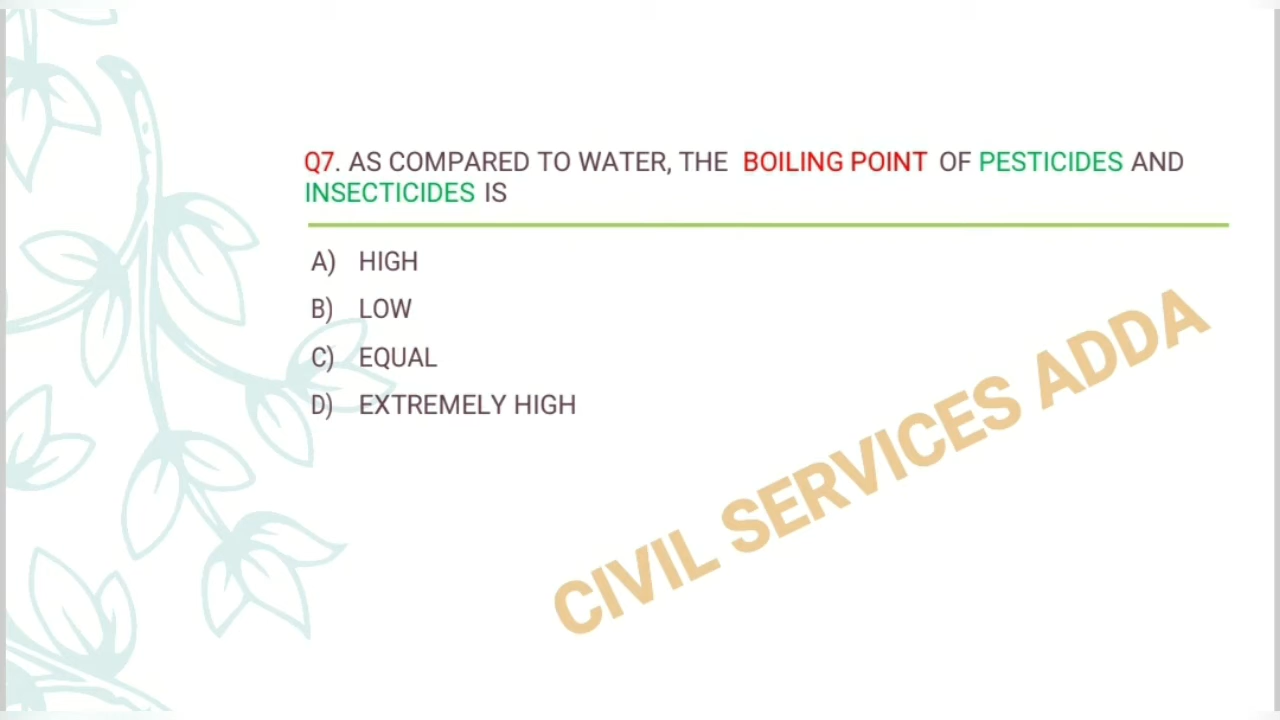 Q7. AS COMPARED TO WATER, THE BOILING POINT OF PESTICIDES AND
INSECTICIDES IS
A) HIGH
B) LOW
C) EQUAL
D) EXTREMELY HIGH
CIVIL SERVICES ADDA